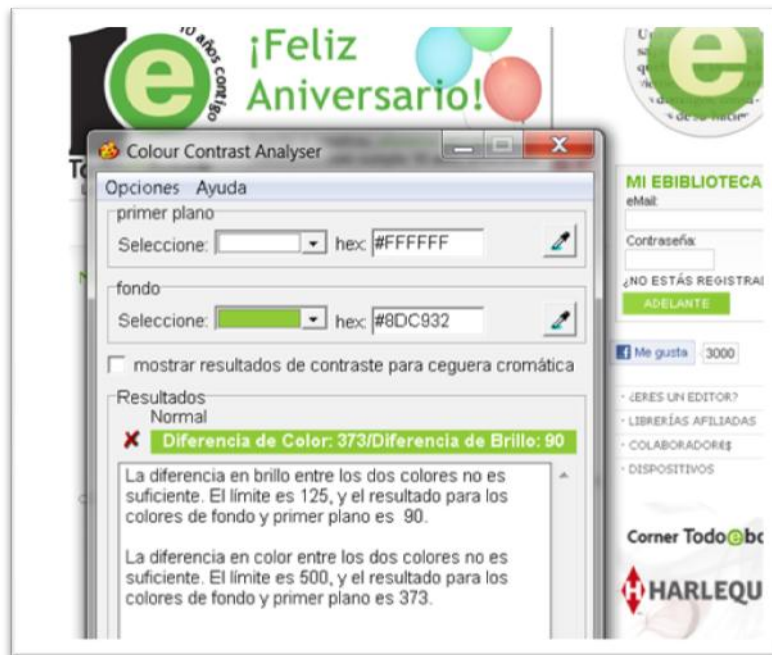 10 años contigo
¡Feliz
Aniversario!
Colour Contrast Analyser
Opciones Ayuda
primer plano
Seleccione: hex: #FFFFFF
fondo
Seleccione: hex: #8DC932
mostrar resultados de contraste para ceguera cromática
Resultados
Normal
Diferencia de Color: 373/Diferencia de Brillo: 90
La diferencia en brillo entre los dos colores no es
suficiente. El límite es 125, y el resultado para los
colores de fondo y primer plano es 90.
La diferencia en color entre los dos colores no es
suficiente. El límite es 500, y el resultado para los
colores de fondo y primer plano es 373.
MI EBIBLIOTECA
eMail:
Contraseña:
¿NO ESTÁS REGISTRA
ADELANTE
Me gusta 3000
· ¿ERES UN EDITOR?
· LIBRERÍAS AFILIADAS
· COLABORADOR€$
· DISPOSITIVOS
Corner Todoebo
H HARLEQU